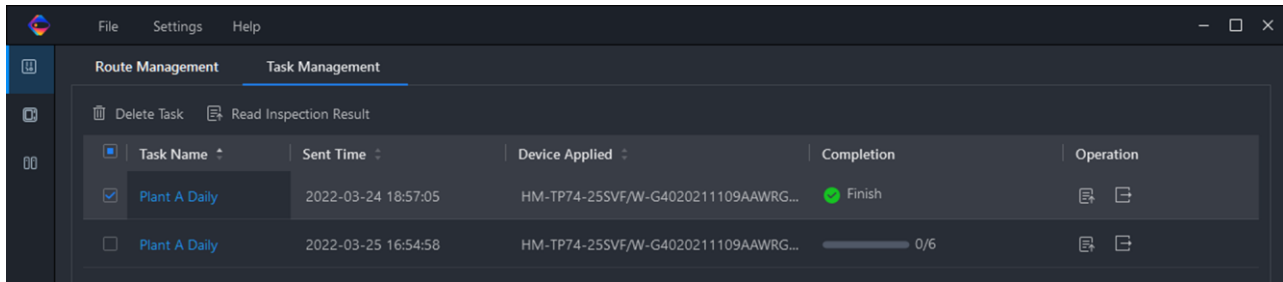 File Settings Help
Route Management Task Management
Delete Task Read Inspection Result
Task Name Sent Time Device Applied Completion Operation
Plant A Daily 2022-03-24 18:57:05 HM-TP74-25SVF/W-G4020211109AAWRG... Finish
Plant A Daily 2022-03-25 16:54:58 HM-TP74-25SVF/W-G4020211109AAWRG... 0/6